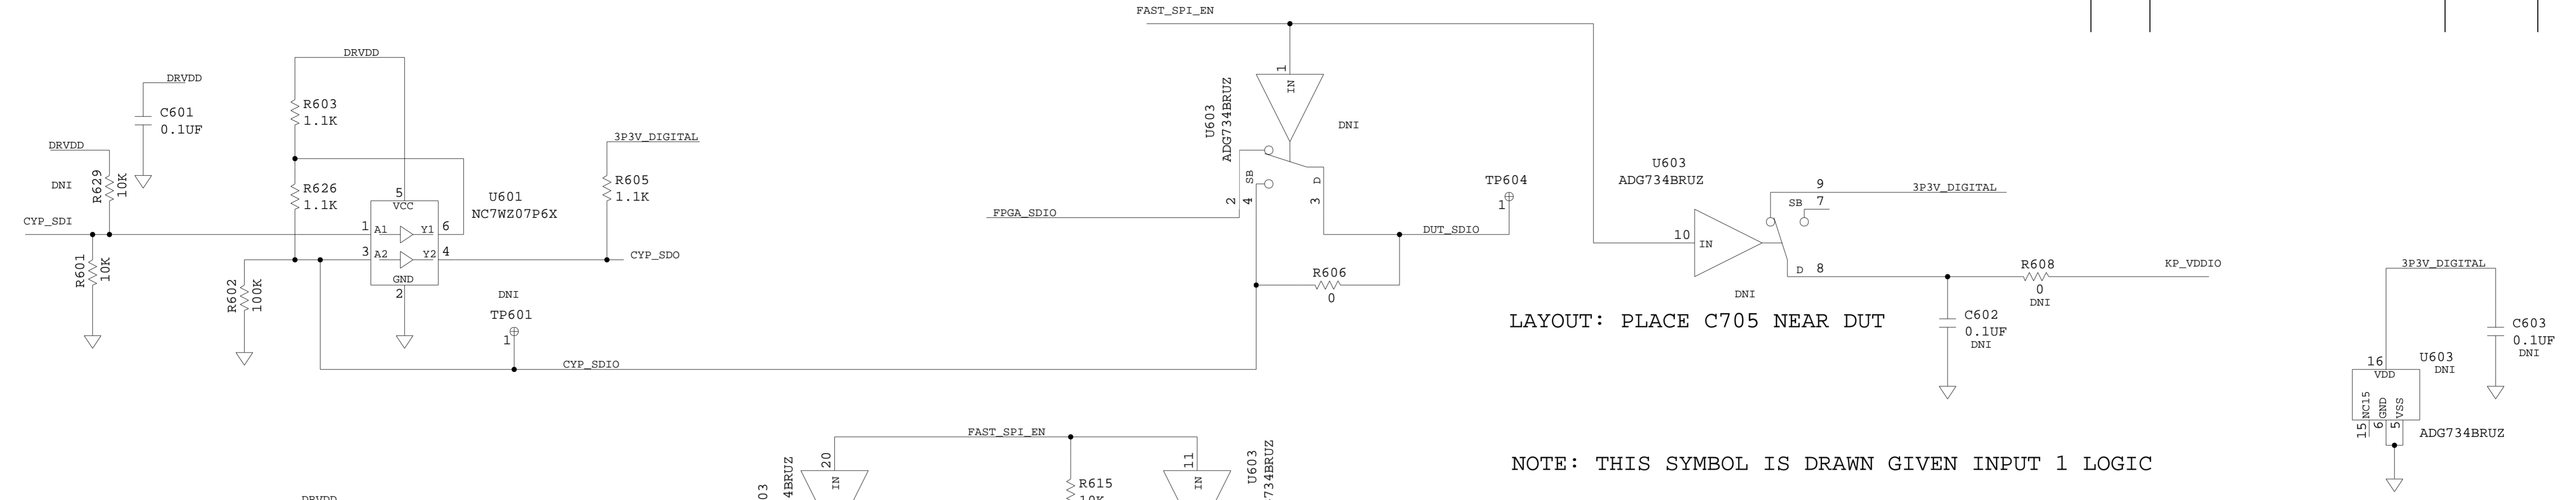 FAST_SPI_EN
DRVDD
DRVDD
C601
0.1UF
R603
1.1K
3P3V_DIGITAL
DRVDD
DNI
R629
10K
R626
1.1K
R605
1.1K
5
VCC
U601
NC7WZ07P6X
CYP_SDI
1
A1
Y1
6
3
A2
Y2
4
CYP_SDO
GND
2
R601
10K
R602
100K
DNI
TP601
1
CYP_SDIO
1
IN
U603
ADG734BRUZ
DNI
SB
D
2
4
3
FPGA_SDIO
TP604
1
DUT_SDIO
R606
0
U603
ADG734BRUZ
9
3P3V_DIGITAL
SB
7
10
IN
D
8
DNI
R608
0
DNI
KP_VDDIO
C602
0.1UF
DNI
LAYOUT: PLACE C705 NEAR DUT
3P3V_DIGITAL
C603
0.1UF
DNI
16
VDD
U603
DNI
NC15
GND
VSS
15
6
5
ADG734BRUZ
NOTE: THIS SYMBOL IS DRAWN GIVEN INPUT 1 LOGIC
FAST_SPI_EN
20
IN
03
4BRUZ
R615
10K
11
IN
U603
734BRUZ
DRVDD